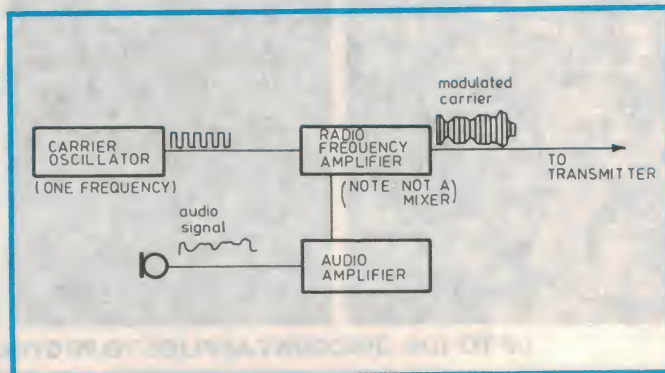 modulated
carrier
CARRIER
OSCILLATOR
(ONE FREQUENCY)
RADIO
FREQUENCY
AMPLIFIER
(NOTE NOT A
MIXER)
TO
TRANSMITTER
audio
signal
AUDIO
AMPLIFIER